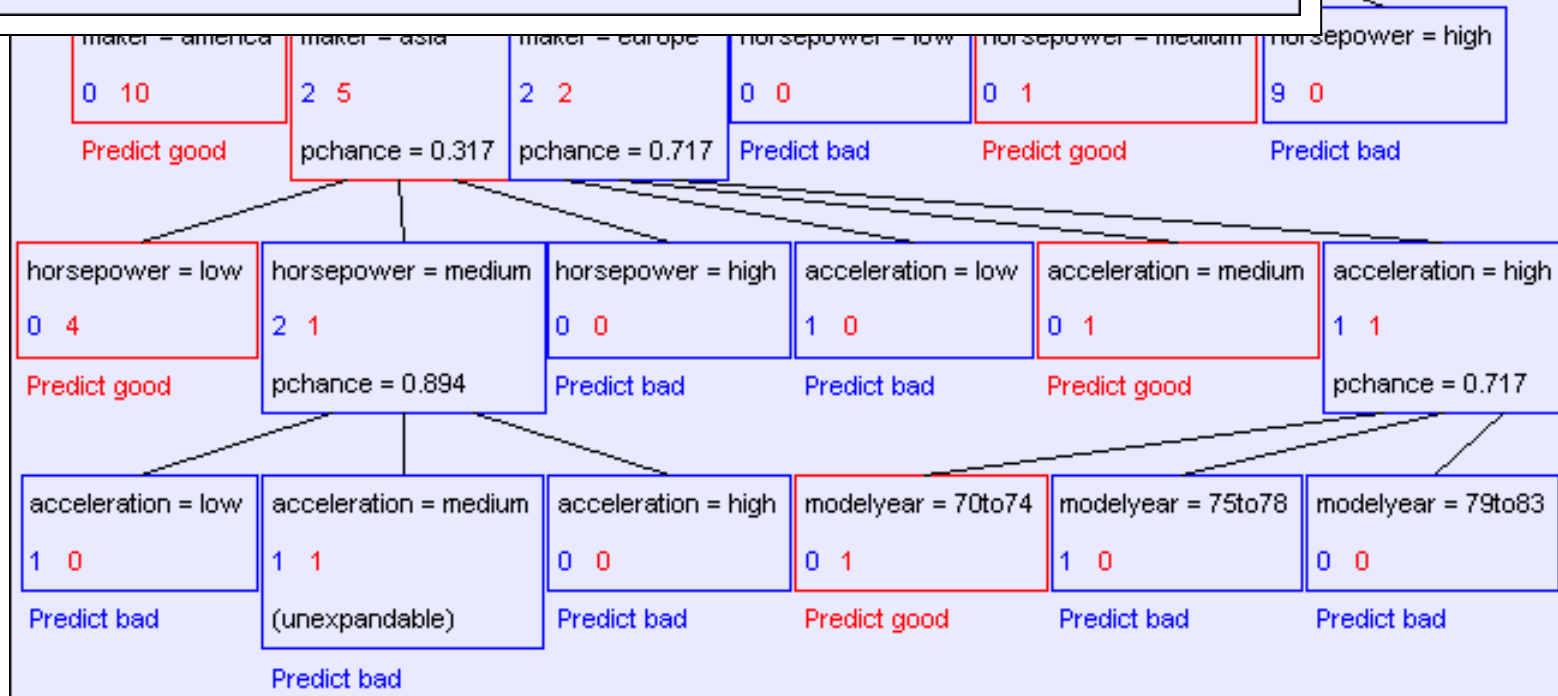 maker = america
maker = asia
maker = europe
horsepower = low
horsepower = medium
horsepower = high
0 10
2 5
2 2
0 0
0 1
9 0
Predict good
pchance = 0.317
pchance = 0.717
Predict bad
Predict good
Predict bad
horsepower = low
horsepower = medium
horsepower = high
acceleration = low
acceleration = medium
acceleration = high
0 4
2 1
0 0
1 0
0 1
1 1
Predict good
pchance = 0.894
Predict bad
Predict bad
Predict good
pchance = 0.717
acceleration = low
acceleration = medium
acceleration = high
modelyear = 70to74
modelyear = 75to78
modelyear = 79to83
1 0
1 1
0 0
0 1
1 0
0 0
Predict bad
(unexpandable)
Predict bad
Predict good
Predict bad
Predict bad
Predict bad